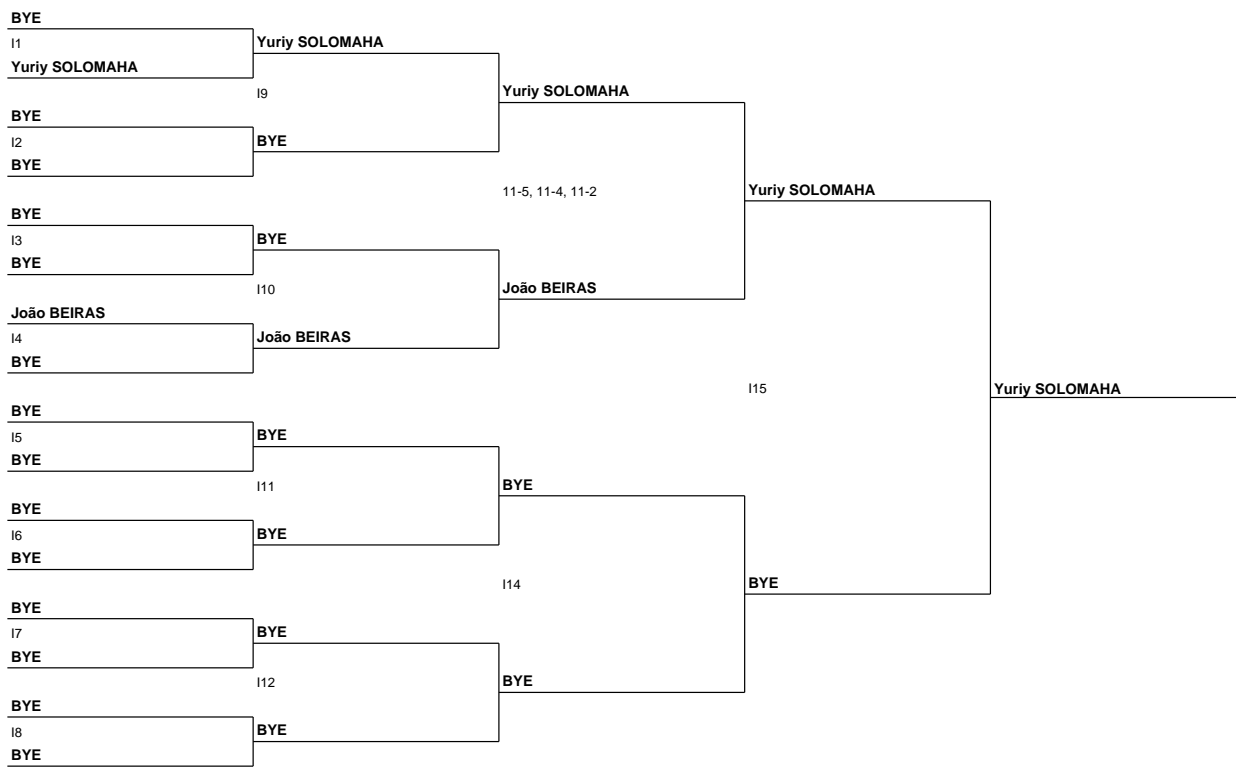 BYE
I1
Yuriy SOLOMAHA
BYE
I2
BYE
BYE
I3
BYE
João BEIRAS
I4
BYE
BYE
I5
BYE
BYE
I6
BYE
BYE
I7
BYE
BYE
I8
BYE
Yuriy SOLOMAHA
I9
BYE
BYE
I10
João BEIRAS
BYE
I11
BYE
BYE
I12
BYE
Yuriy SOLOMAHA
11-5, 11-4, 11-2
João BEIRAS
BYE
I14
BYE
Yuriy SOLOMAHA
I15
BYE
Yuriy SOLOMAHA